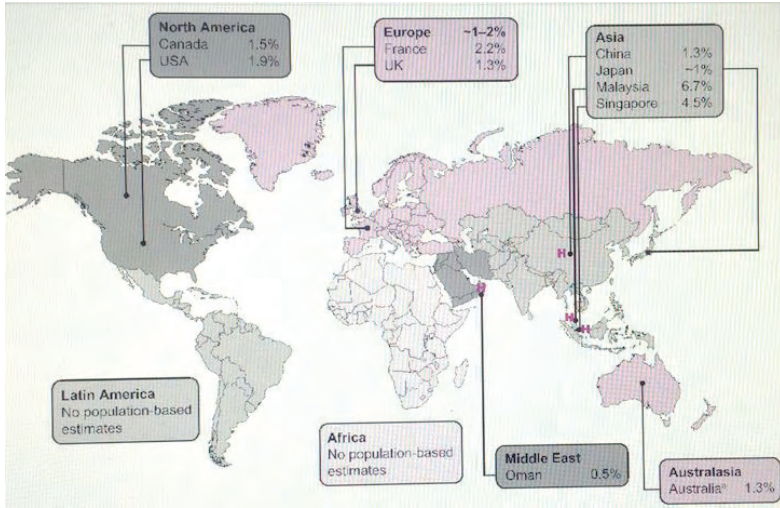 North America
Canada 1.5%
USA 1.9%
Europe ~1–2%
France 2.2%
UK 1.3%
Asia
China 1.3%
Japan ~1%
Malaysia 6.7%
Singapore 4.5%
H
H
H
H
Latin America
No population-based
estimates
Africa
No population-based
estimates
Middle East
Oman 0.5%
Australasia
Australiaᵃ 1.3%